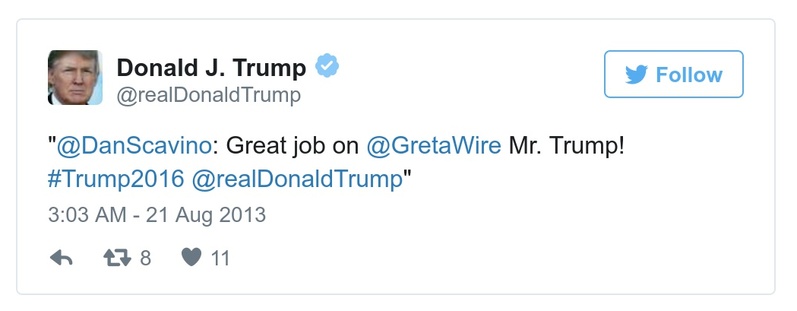 Donald J. Trump
@realDonaldTrump
Follow
"@DanScavino: Great job on @GretaWire Mr. Trump!
#Trump2016 @realDonaldTrump"
3:03 AM - 21 Aug 2013
8 11